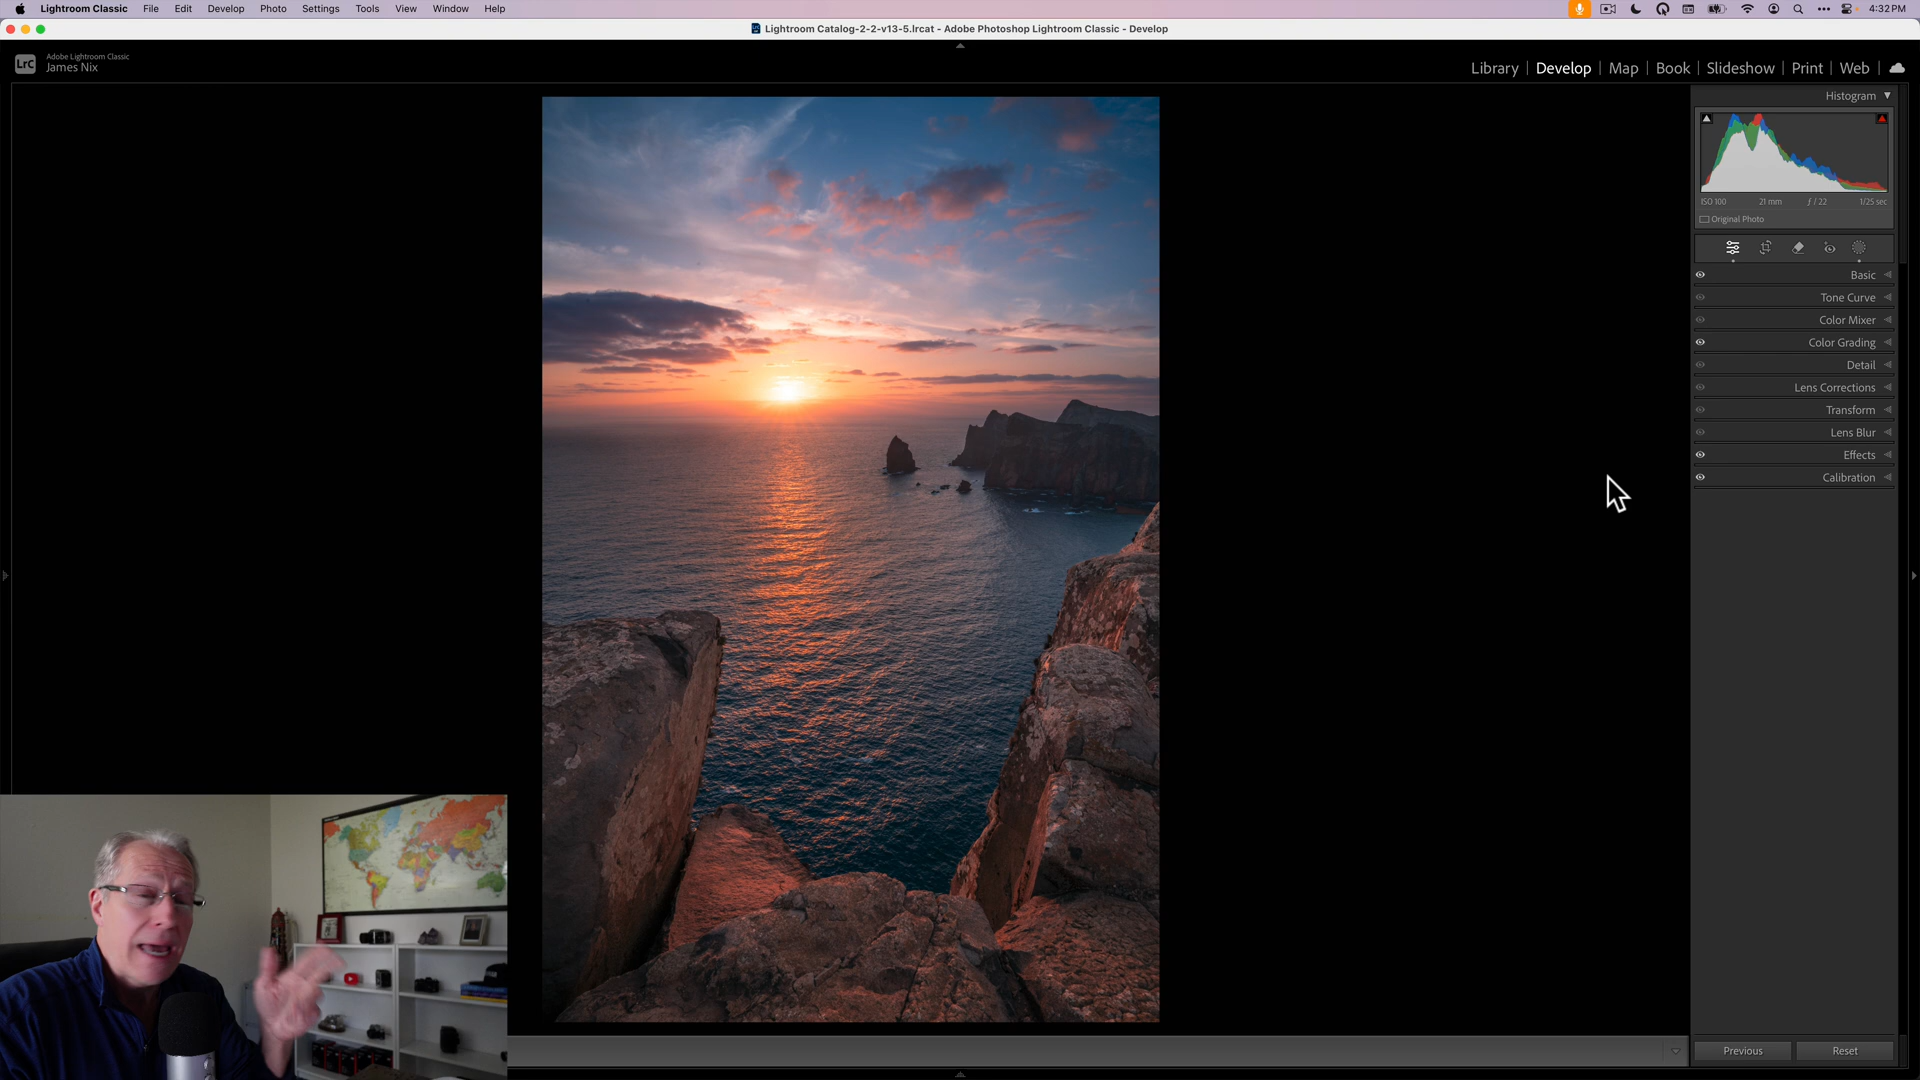 Lightroom Classic File Edit Develop Photo Settings Tools View Window Help 4:32 PM
Lightroom Catalog-2-2-v13-5.lrcat - Adobe Photoshop Lightroom Classic - Develop
LrC
Adobe Lightroom Classic
James Nix
Library | Develop | Map | Book | Slideshow | Print | Web
Histogram
ISO 100 21 mm ƒ / 22 1/25 sec
Original Photo
Basic
Tone Curve
Color Mixer
Color Grading
Detail
Lens Corrections
Transform
Lens Blur
Effects
Calibration
Previous Reset